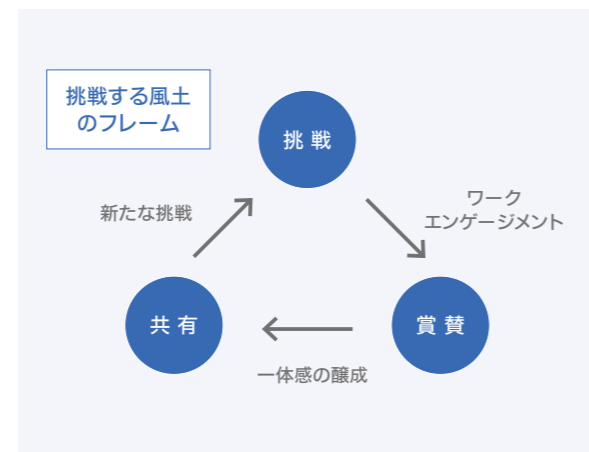 挑戦する風土
のフレーム
挑戦
新たな挑戦
ワーク
エンゲージメント
共有
賞賛
一体感の醸成